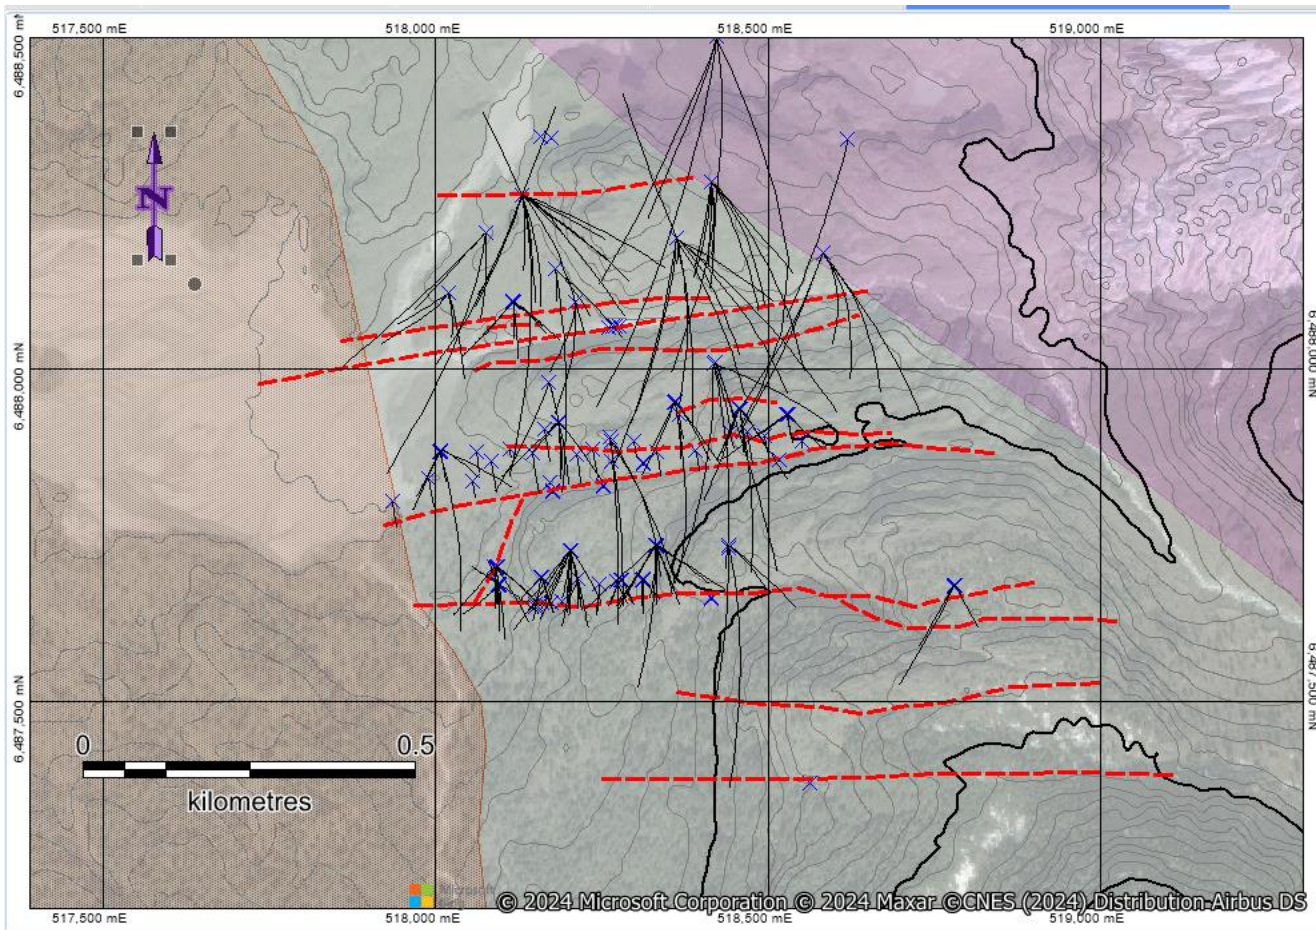 517,500 mE 518,000 mE 518,500 mE 519,000 mE
6,488,500 mN
N
6,488,000 mN
6,488,000 mN
6,487,500 mN
6,487,500 mN
0 0.5
kilometres
Microsoft
© 2024 Microsoft Corporation © 2024 Maxar ©CNES (2024) Distribution Airbus DS
517,500 mE 518,000 mE 518,500 mE 519,000 mE